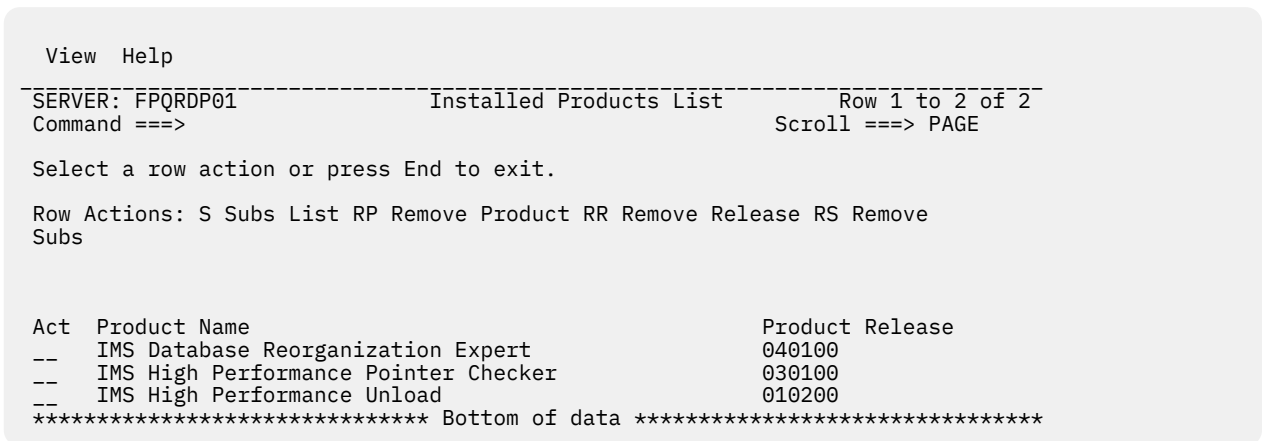 View  Help
________________________________________________________________________________
SERVER: FPQRDP01                   Installed Products List         Row 1 to 2 of 2
Command ===>                                              Scroll ===> PAGE
Select a row action or press End to exit.
Row Actions: S Subs List RP Remove Product RR Remove Release RS Remove
Subs
Act  Product Name                                        Product Release
__   IMS Database Reorganization Expert                  040100
__   IMS High Performance Pointer Checker                030100
__   IMS High Performance Unload                         010200
******************************* Bottom of data ********************************